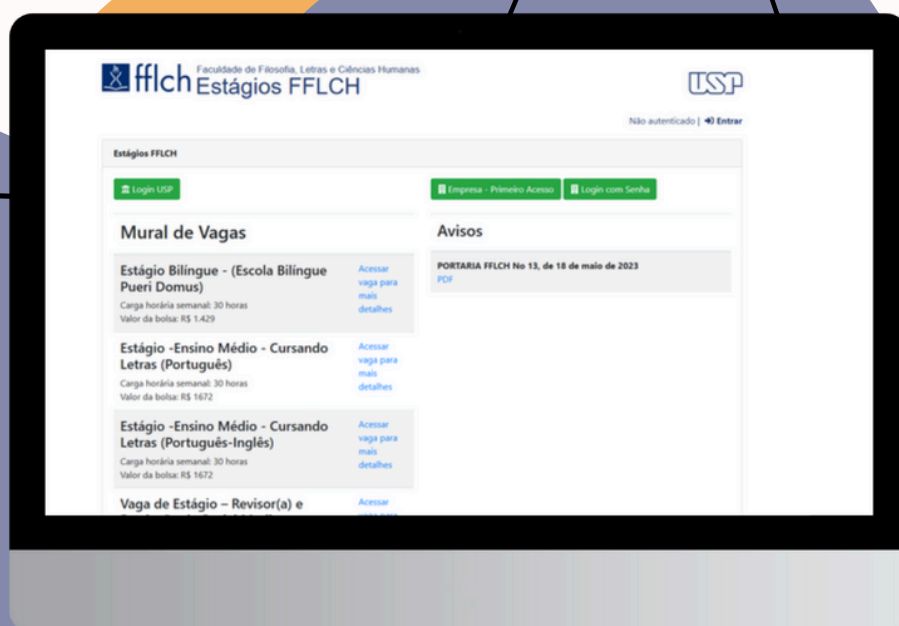 fflch Faculdade de Filosofia, Letras e Ciências Humanas
Estágios FFLCH
USP
Não autenticado | Entrar
Estágios FFLCH
Login USP
Empresa - Primeiro Acesso
Login com Senha
Mural de Vagas
Estágio Bilíngue - (Escola Bilíngue
Pueri Domus)
Carga horária semanal: 30 horas
Valor da bolsa: R$ 1.429
Acessar
vaga para
mais
detalhes
Estágio -Ensino Médio - Cursando
Letras (Português)
Carga horária semanal: 30 horas
Valor da bolsa: R$ 1672
Acessar
vaga para
mais
detalhes
Estágio -Ensino Médio - Cursando
Letras (Português-Inglês)
Carga horária semanal: 30 horas
Valor da bolsa: R$ 1672
Acessar
vaga para
mais
detalhes
Vaga de Estágio – Revisor(a) e
Acessar
Avisos
PORTARIA FFLCH No 13, de 18 de maio de 2023
PDF